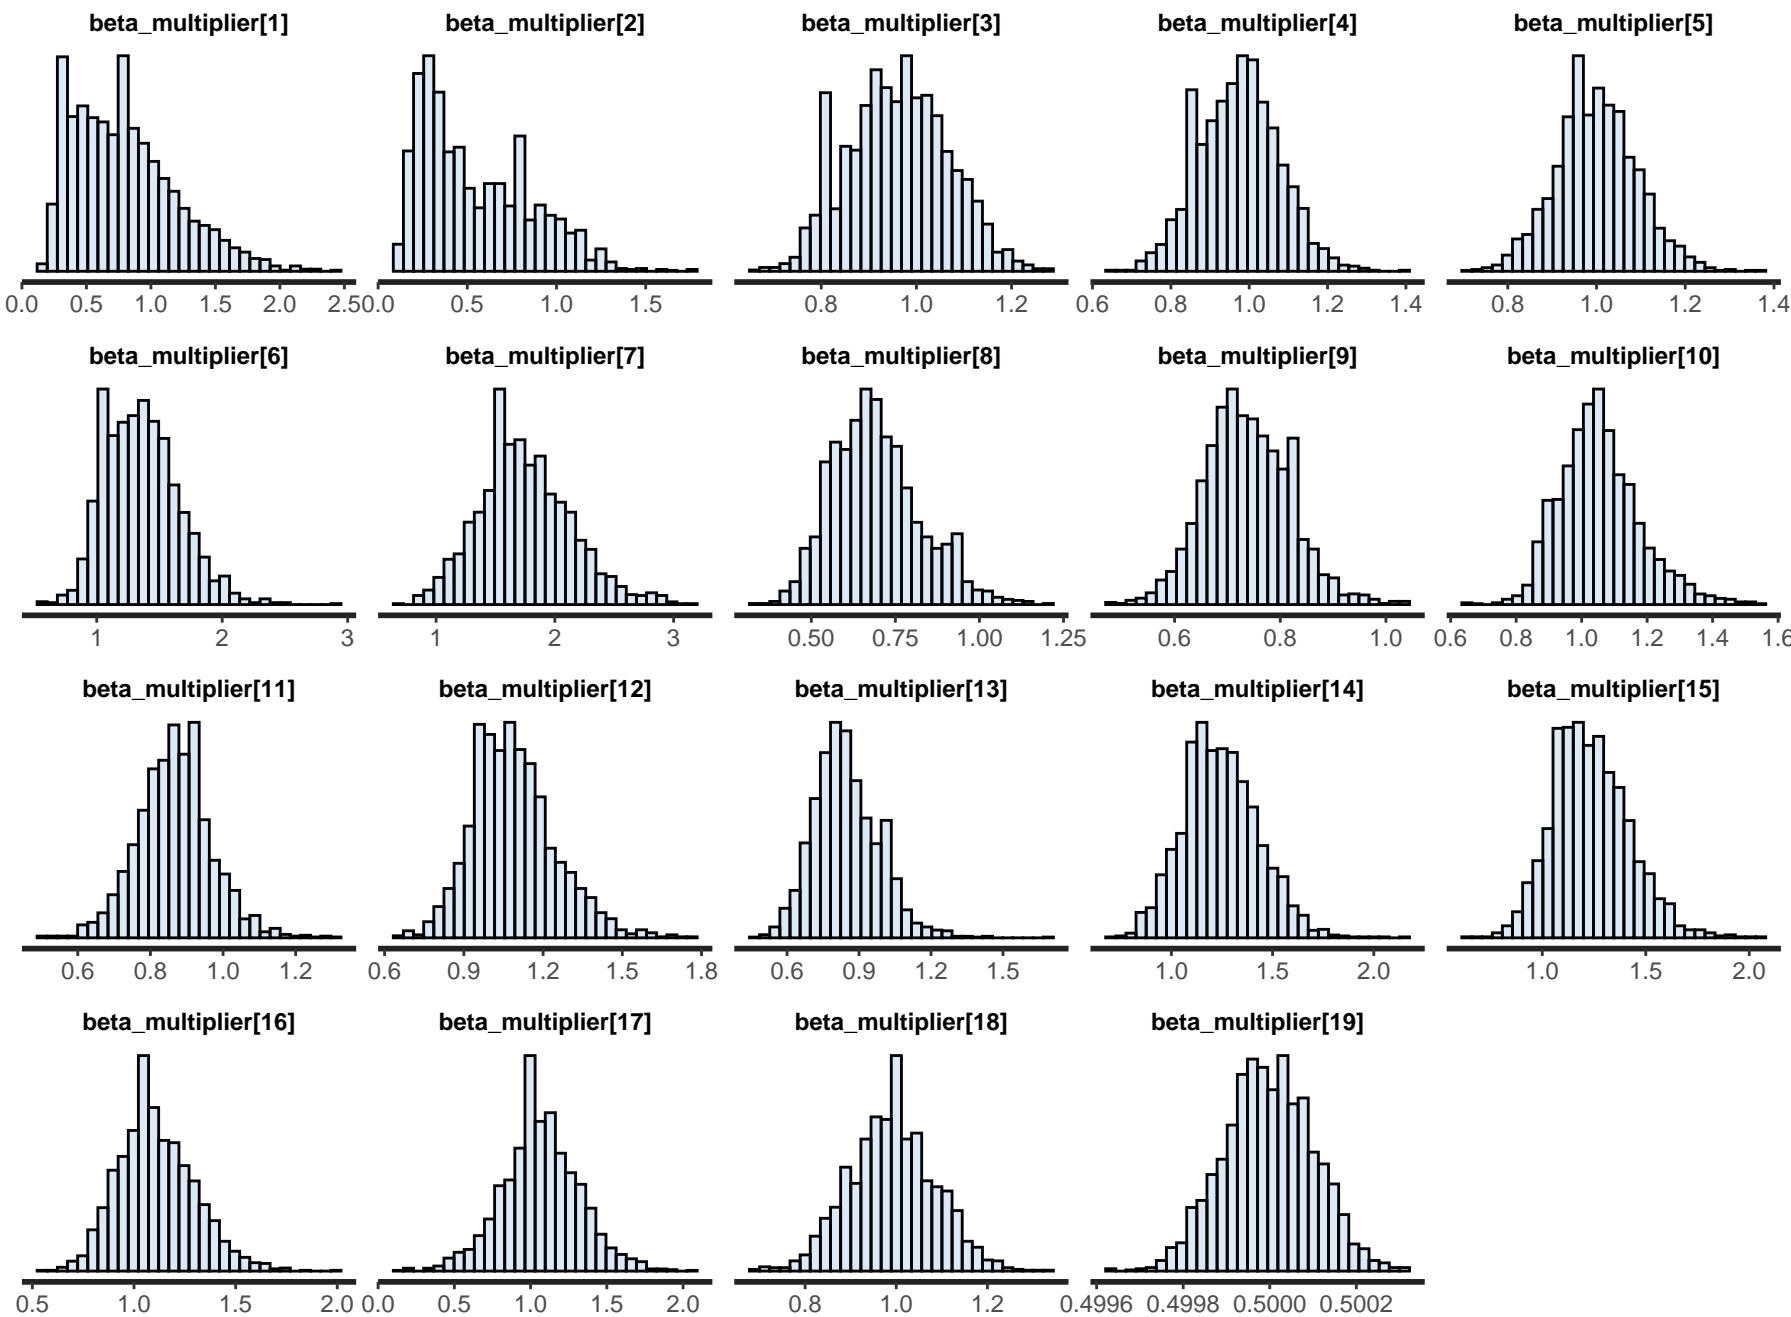 beta_multiplier[1] beta_multiplier[2] beta_multiplier[3] beta_multiplier[4] beta_multiplier[5]
0.0 0.5 1.0 1.5 2.0 2.5 0.0 0.5 1.0 1.5 0.8 1.0 1.2 0.6 0.8 1.0 1.2 1.4 0.8 1.0 1.2 1.4
beta_multiplier[6] beta_multiplier[7] beta_multiplier[8] beta_multiplier[9] beta_multiplier[10]
1 2 3 1 2 3 0.50 0.75 1.00 1.25 0.6 0.8 1.0 0.6 0.8 1.0 1.2 1.4 1.6
beta_multiplier[11] beta_multiplier[12] beta_multiplier[13] beta_multiplier[14] beta_multiplier[15]
0.6 0.8 1.0 1.2 0.6 0.9 1.2 1.5 1.8 0.6 0.9 1.2 1.5 1.0 1.5 2.0 1.0 1.5 2.0
beta_multiplier[16] beta_multiplier[17] beta_multiplier[18] beta_multiplier[19]
0.5 1.0 1.5 2.0 0.0 0.5 1.0 1.5 2.0 0.8 1.0 1.2 0.4996 0.4998 0.5000 0.5002